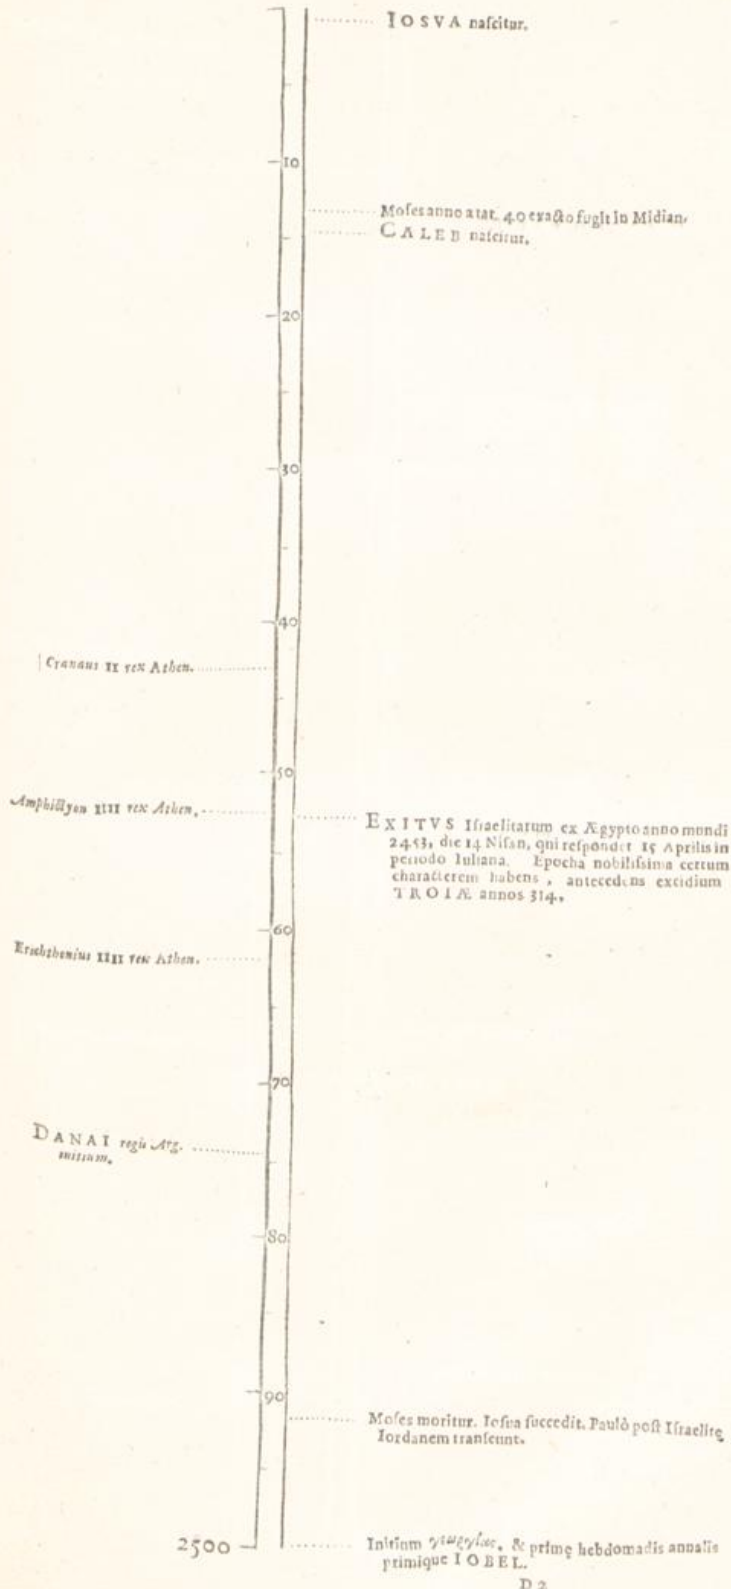 IOSVA naſcitur.
10
Moſes anno ætat. 40 exacto fugit in Midian.
CALEB naſcitur.
20
30
40
Cranaus II rex Athen.
50
Amphictyon IIII rex Athen.
EXITVS Iſraelitarum ex Ægypto anno mundi
2453, die 14 Niſan, qui reſpondet 15 Aprilis in
periodo Iuliana. Epocha nobiliſsima certum
characterem habens, antecedens excidium
TROIÆ annos 314.
60
Erichthonius IIII rex Athen.
70
DANAI regis Arg.
initium.
80
90
Moſes moritur. Ioſua ſuccedit. Paulò poſt Iſraelitę
Iordanem tranſeunt.
2500
Initium γεωργίας, & primę hebdomadis annalis
primique IOBEL.
D 2